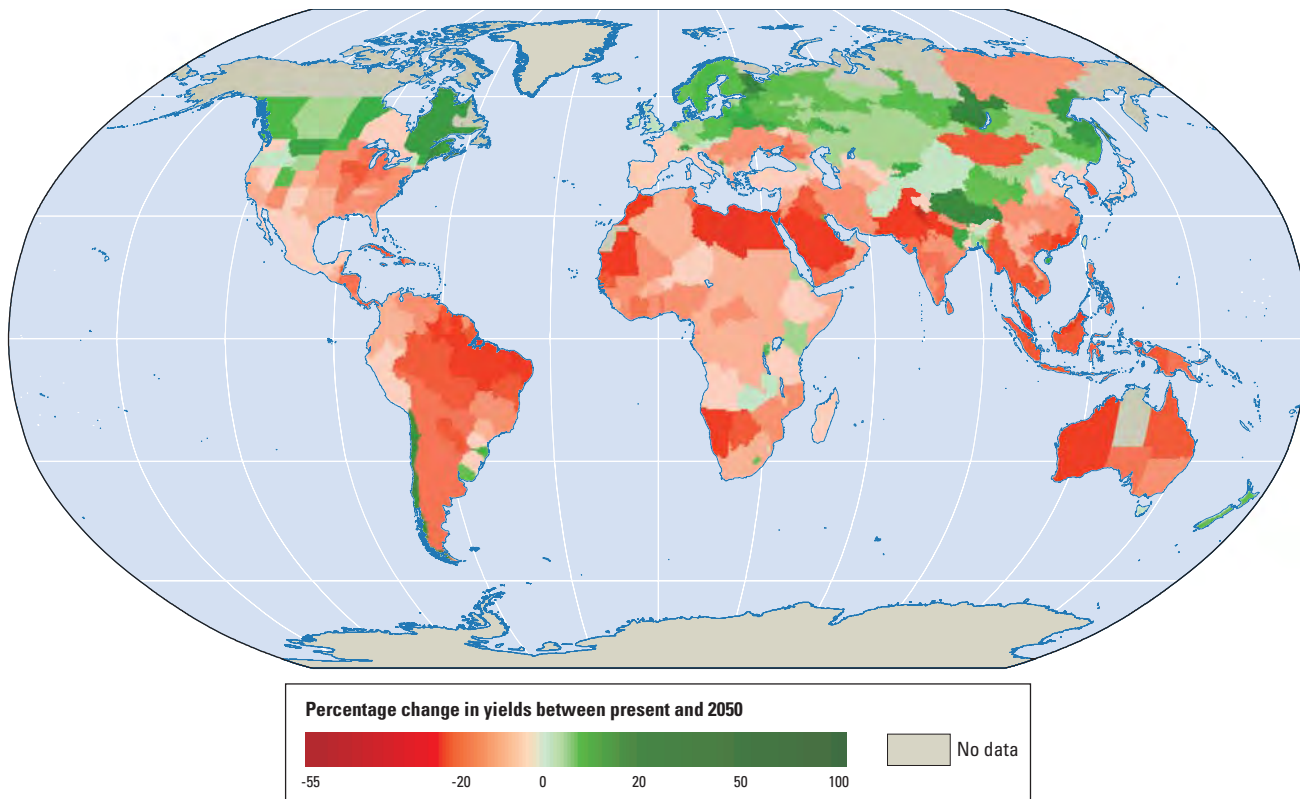 Percentage change in yields between present and 2050
-55 -20 0 20 50 100
No data